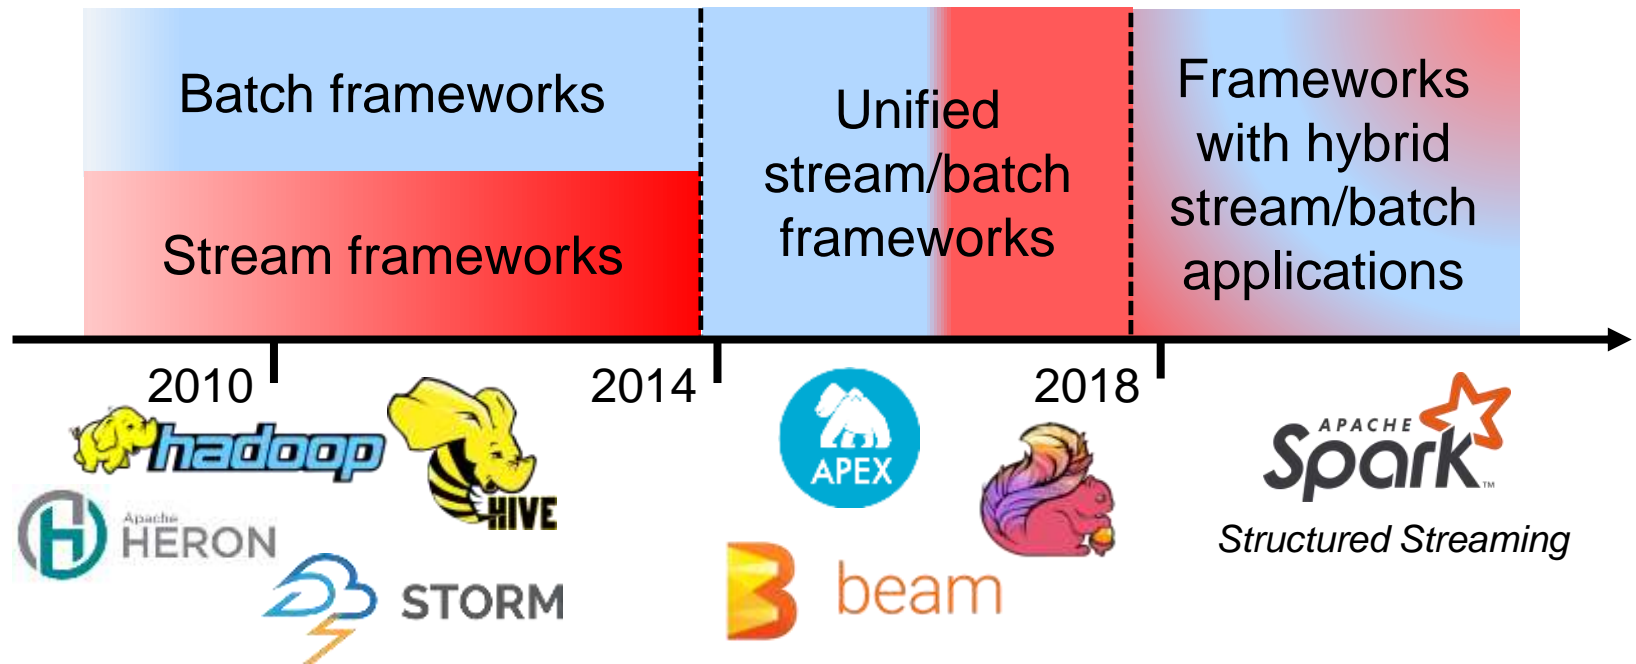 Batch frameworks
Stream frameworks
Unified
stream/batch
frameworks
Frameworks
with hybrid
stream/batch
applications
2010
2014
2018
hadoop
HIVE
Apache
HERON
STORM
APEX
beam
APACHE
Spark™
Structured Streaming